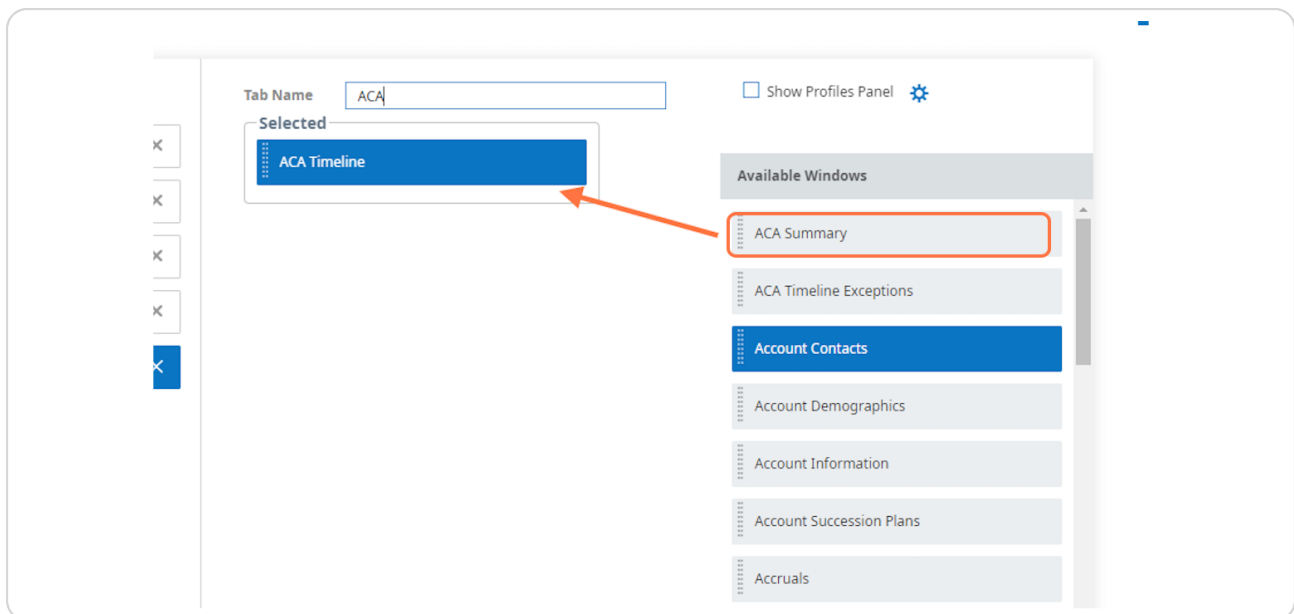 Tab Name
ACA
Show Profiles Panel
Selected
ACA Timeline
Available Windows
ACA Summary
ACA Timeline Exceptions
Account Contacts
Account Demographics
Account Information
Account Succession Plans
Accruals